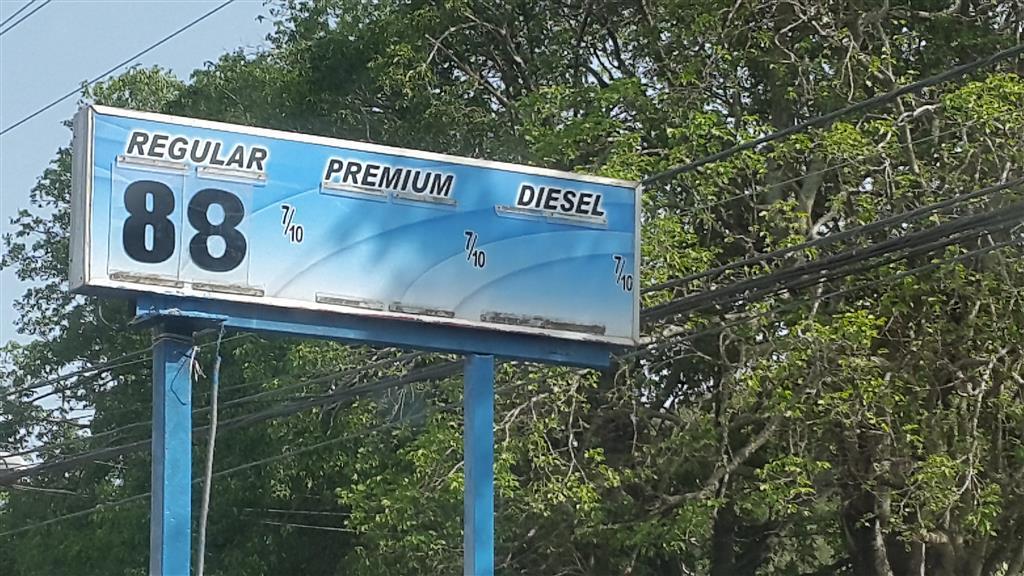 REGULAR PREMIUM DIESEL
88 7/10 7/10 7/10